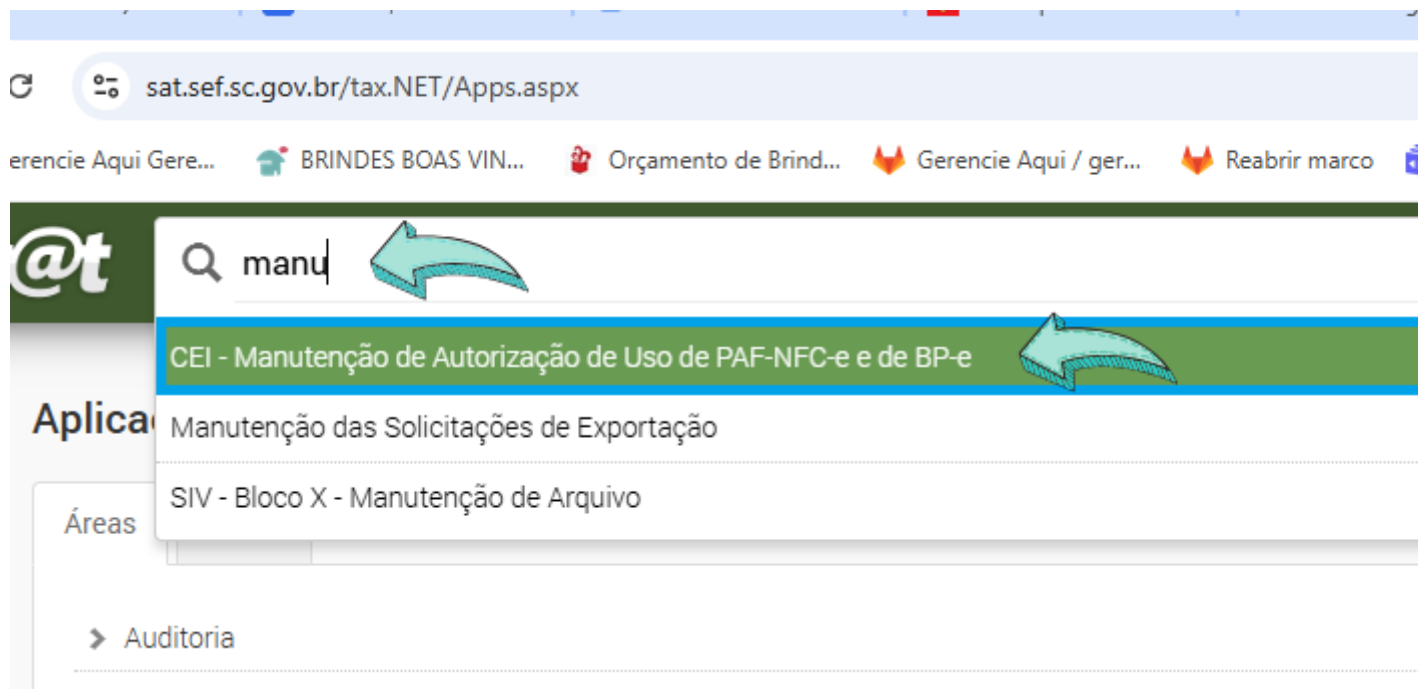 sat.sef.sc.gov.br/tax.NET/Apps.aspx
erencie Aqui Gere... BRINDES BOAS VIN... Orçamento de Brind... Gerencie Aqui / ger... Reabrir marco
@t manu
CEI - Manutenção de Autorização de Uso de PAF-NFC-e e de BP-e
Aplica
Manutenção das Solicitações de Exportação
SIV - Bloco X - Manutenção de Arquivo
Áreas
Auditoria